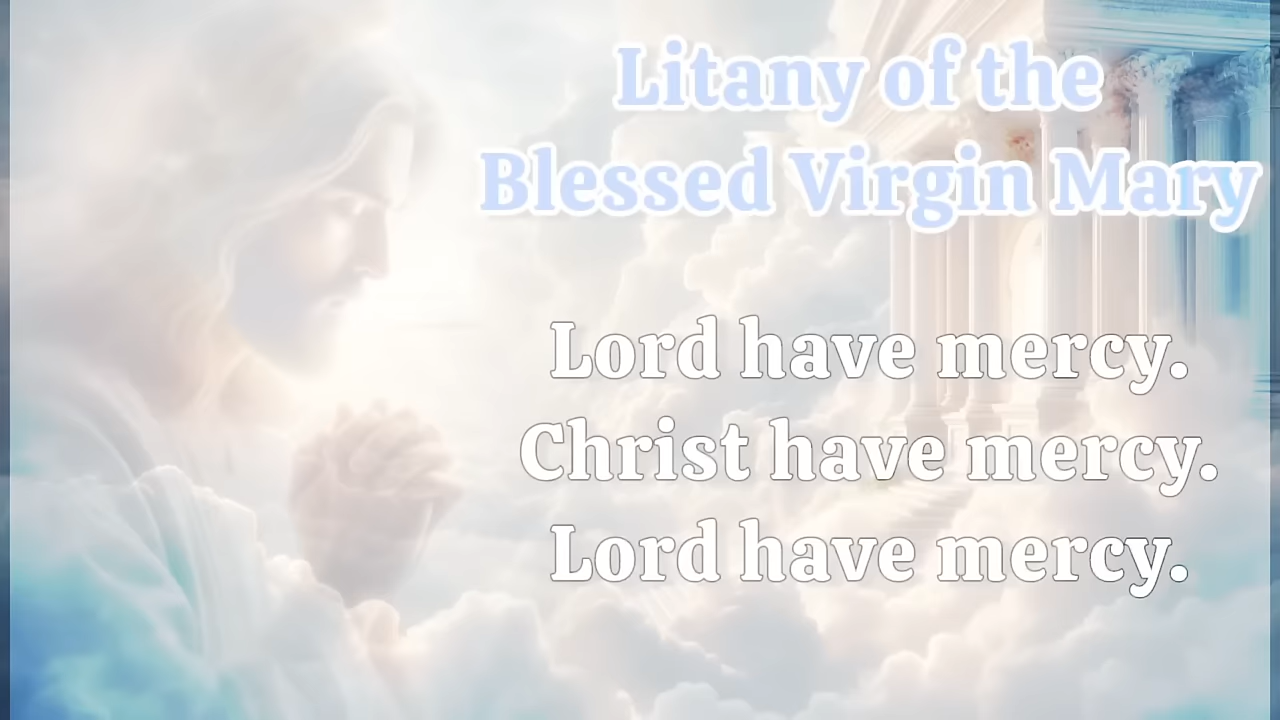 Litany of the
Blessed Virgin Mary
Lord have mercy.
Christ have mercy.
Lord have mercy.